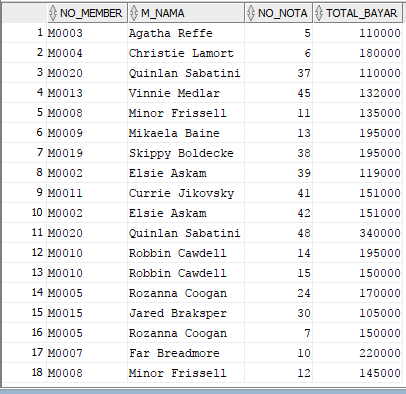 NO_MEMBER M_NAMA NO_NOTA TOTAL_BAYAR
1 M0003 Agatha Reffe 5 110000
2 M0004 Christie Lamort 6 180000
3 M0020 Quinlan Sabatini 37 110000
4 M0013 Vinnie Medlar 45 132000
5 M0008 Minor Frissell 11 135000
6 M0009 Mikaela Baine 13 195000
7 M0019 Skippy Boldecke 38 195000
8 M0002 Elsie Askam 39 119000
9 M0011 Currie Jikovsky 41 151000
10 M0002 Elsie Askam 42 151000
11 M0020 Quinlan Sabatini 48 340000
12 M0010 Robbin Cawdell 14 195000
13 M0010 Robbin Cawdell 15 150000
14 M0005 Rozanna Coogan 24 170000
15 M0015 Jared Braksper 30 105000
16 M0005 Rozanna Coogan 7 150000
17 M0007 Far Breadmore 10 220000
18 M0008 Minor Frissell 12 145000